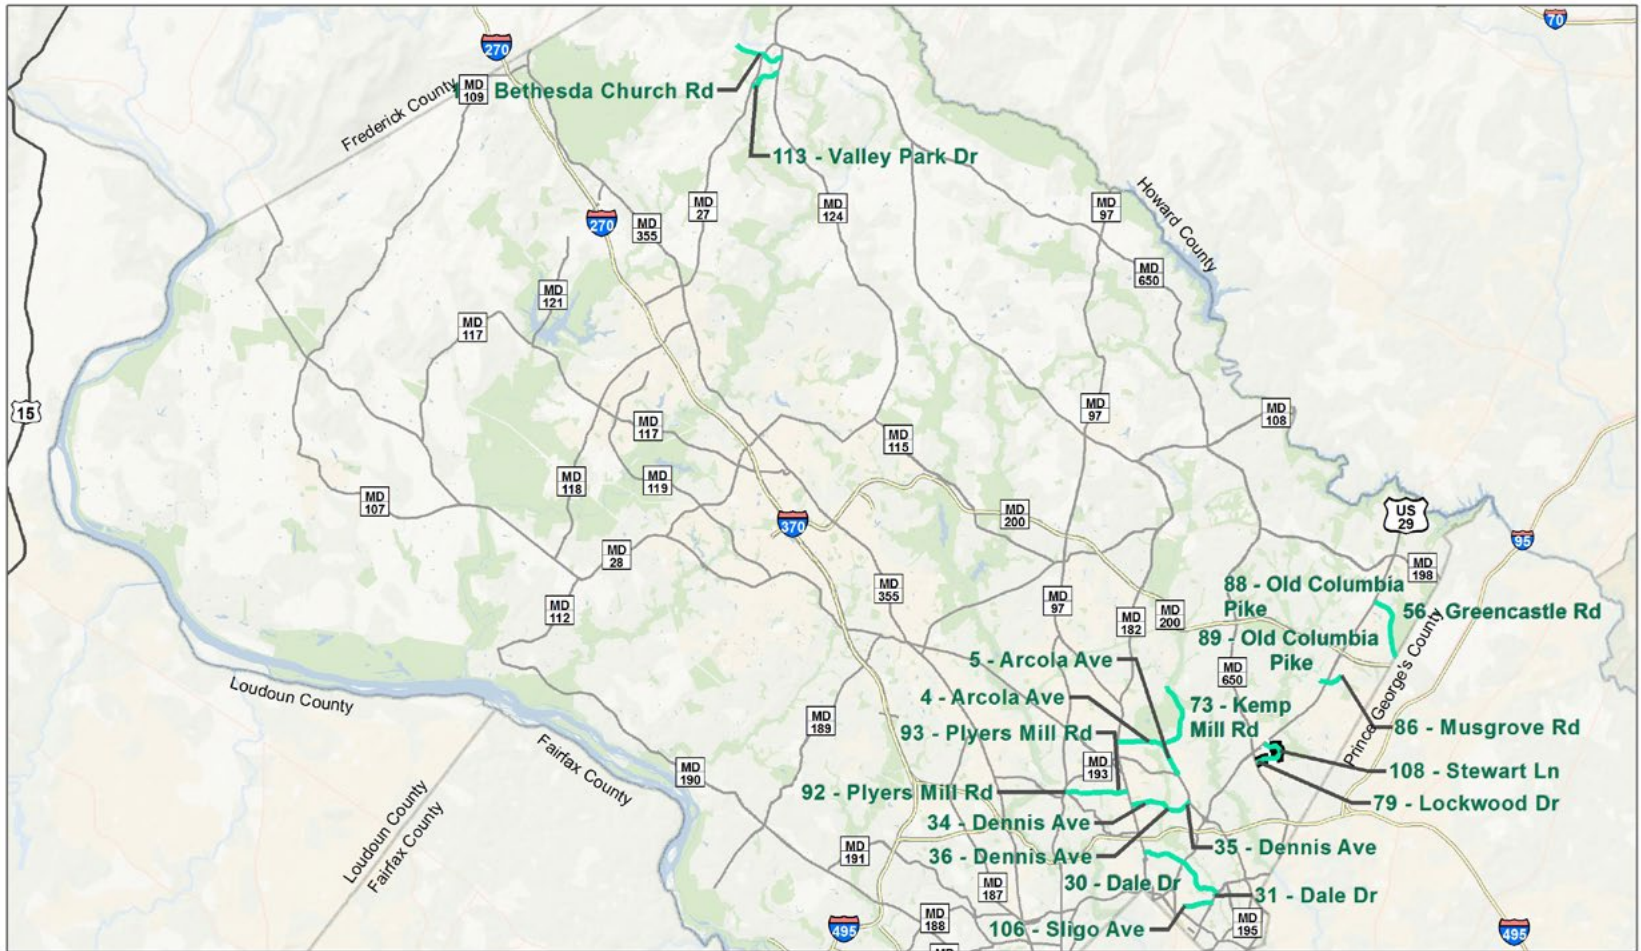 70
270
MD
109
Bethesda Church Rd
Frederick County
113 - Valley Park Dr
Howard County
MD
27
MD
124
MD
97
270
MD
355
MD
650
MD
121
MD
117
15
MD
97
MD
108
MD
117
MD
115
MD
118
MD
119
MD
107
MD
200
US
29
370
95
MD
28
MD
198
88 - Old Columbia
Pike
MD
355
MD
97
MD
112
MD
182
MD
200
56 - Greencastle Rd
89 - Old Columbia
Pike
5 - Arcola Ave
MD
650
Prince George's County
Loudoun County
4 - Arcola Ave
73 - Kemp
Mill Rd
MD
189
93 - Plyers Mill Rd
86 - Musgrove Rd
Fairfax County
MD
190
MD
193
108 - Stewart Ln
92 - Plyers Mill Rd
79 - Lockwood Dr
34 - Dennis Ave
Loudoun County
Fairfax County
MD
191
36 - Dennis Ave
35 - Dennis Ave
30 - Dale Dr
MD
187
31 - Dale Dr
MD
188
106 - Sligo Ave
MD
195
495
495
MD